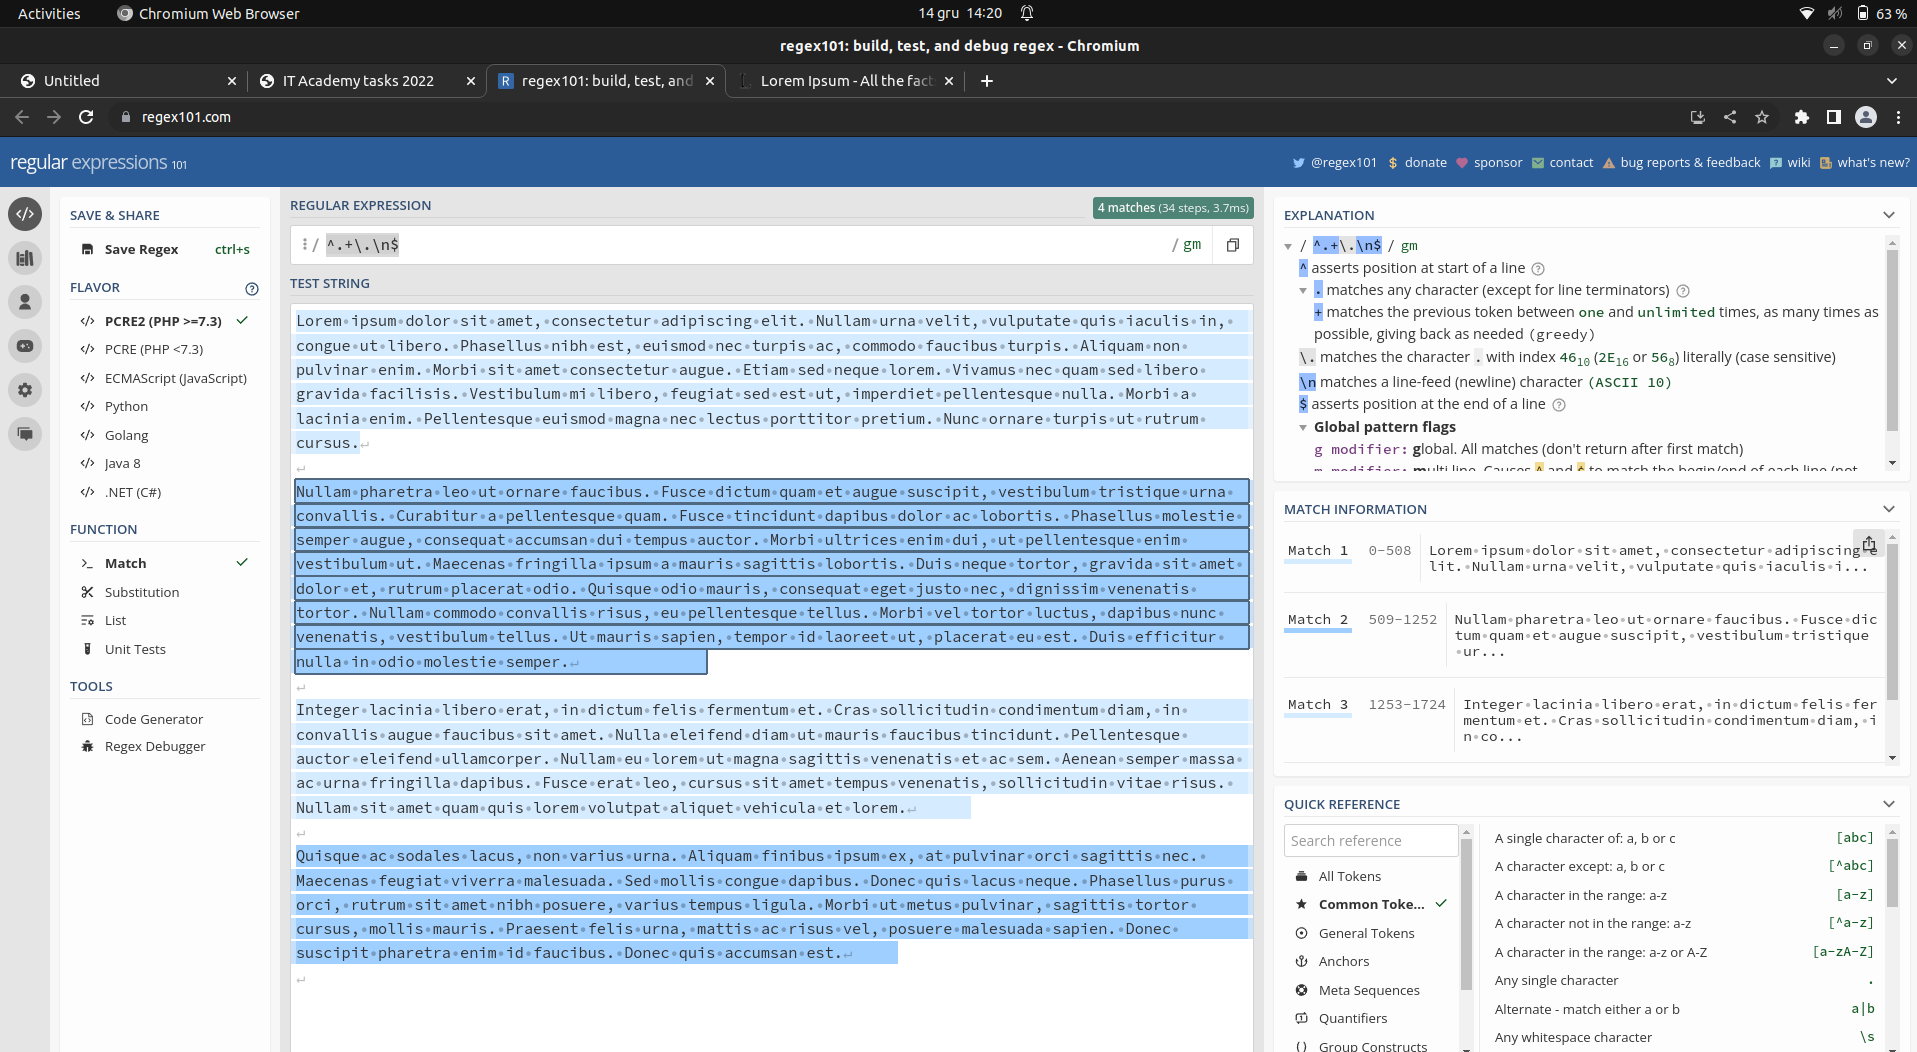 Activities
Chromium Web Browser
14 gru 14:20
63 %
regex101: build, test, and debug regex - Chromium
Untitled
IT Academy tasks 2022
regex101: build, test, and
Lorem Ipsum - All the fact
regex101.com
regular expressions 101
@regex101
donate
sponsor
contact
bug reports & feedback
wiki
what's new?
SAVE & SHARE
Save Regex ctrl+s
FLAVOR
</> PCRE2 (PHP >=7.3)
</> PCRE (PHP <7.3)
</> ECMAScript (JavaScript)
</> Python
</> Golang
</> Java 8
</> .NET (C#)
FUNCTION
Match
Substitution
List
Unit Tests
TOOLS
Code Generator
Regex Debugger
REGULAR EXPRESSION
4 matches (34 steps, 3.7ms)
/ ^.+\.\n$ / gm
TEST STRING
Lorem·ipsum·dolor·sit·amet,·consectetur·adipiscing·elit.·Nullam·urna·velit,·vulputate·quis·iaculis·in,·
congue·ut·libero.·Phasellus·nibh·est,·euismod·nec·turpis·ac,·commodo·faucibus·turpis.·Aliquam·non·
pulvinar·enim.·Morbi·sit·amet·consectetur·augue.·Etiam·sed·neque·lorem.·Vivamus·nec·quam·sed·libero·
gravida·facilisis.·Vestibulum·mi·libero,·feugiat·sed·est·ut,·imperdiet·pellentesque·nulla.·Morbi·a·
lacinia·enim.·Pellentesque·euismod·magna·nec·lectus·porttitor·pretium.·Nunc·ornare·turpis·ut·rutrum·
cursus.↵
↵
Nullam·pharetra·leo·ut·ornare·faucibus.·Fusce·dictum·quam·et·augue·suscipit,·vestibulum·tristique·urna·
convallis.·Curabitur·a·pellentesque·quam.·Fusce·tincidunt·dapibus·dolor·ac·lobortis.·Phasellus·molestie·
semper·augue,·consequat·accumsan·dui·tempus·auctor.·Morbi·ultrices·enim·dui,·ut·pellentesque·enim·
vestibulum·ut.·Maecenas·fringilla·ipsum·a·mauris·sagittis·lobortis.·Duis·neque·tortor,·gravida·sit·amet·
dolor·et,·rutrum·placerat·odio.·Quisque·odio·mauris,·consequat·eget·justo·nec,·dignissim·venenatis·
tortor.·Nullam·commodo·convallis·risus,·eu·pellentesque·tellus.·Morbi·vel·tortor·luctus,·dapibus·nunc·
venenatis,·vestibulum·tellus.·Ut·mauris·sapien,·tempor·id·laoreet·ut,·placerat·eu·est.·Duis·efficitur·
nulla·in·odio·molestie·semper.↵
↵
Integer·lacinia·libero·erat,·in·dictum·felis·fermentum·et.·Cras·sollicitudin·condimentum·diam,·in·
convallis·augue·faucibus·sit·amet.·Nulla·eleifend·diam·ut·mauris·faucibus·tincidunt.·Pellentesque·
auctor·eleifend·ullamcorper.·Nullam·eu·lorem·ut·magna·sagittis·venenatis·et·ac·sem.·Aenean·semper·massa·
ac·urna·fringilla·dapibus.·Fusce·erat·leo,·cursus·sit·amet·tempus·venenatis,·sollicitudin·vitae·risus.·
Nullam·sit·amet·quam·quis·lorem·volutpat·aliquet·vehicula·et·lorem.↵
↵
Quisque·ac·sodales·lacus,·non·varius·urna.·Aliquam·finibus·ipsum·ex,·at·pulvinar·orci·sagittis·nec.·
Maecenas·feugiat·viverra·malesuada.·Sed·mollis·congue·dapibus.·Donec·quis·lacus·neque.·Phasellus·purus·
orci,·rutrum·sit·amet·nibh·posuere,·varius·tempus·ligula.·Morbi·ut·metus·pulvinar,·sagittis·tortor·
cursus,·mollis·mauris.·Praesent·felis·urna,·mattis·ac·risus·vel,·posuere·malesuada·sapien.·Donec·
suscipit·pharetra·enim·id·faucibus.·Donec·quis·accumsan·est.↵
↵
EXPLANATION
/ ^.+\.\n$ / gm
^ asserts position at start of a line
. matches any character (except for line terminators)
+ matches the previous token between one and unlimited times, as many times as
possible, giving back as needed (greedy)
\. matches the character . with index 46₁₀ (2E₁₆ or 56₈) literally (case sensitive)
\n matches a line-feed (newline) character (ASCII 10)
$ asserts position at the end of a line
Global pattern flags
g modifier: global. All matches (don't return after first match)
m modifier: multi line. Causes ^ and $ to match the begin/end of each line (not
MATCH INFORMATION
Match 1 0-508 Lorem·ipsum·dolor·sit·amet,·consectetur·adipiscing·e
lit.·Nullam·urna·velit,·vulputate·quis·iaculis·i...
Match 2 509-1252 Nullam·pharetra·leo·ut·ornare·faucibus.·Fusce·dic
tum·quam·et·augue·suscipit,·vestibulum·tristique
·ur...
Match 3 1253-1724 Integer·lacinia·libero·erat,·in·dictum·felis·fer
mentum·et.·Cras·sollicitudin·condimentum·diam,·i
n·co...
QUICK REFERENCE
Search reference
All Tokens
Common Toke...
General Tokens
Anchors
Meta Sequences
Quantifiers
Group Constructs
A single character of: a, b or c [abc]
A character except: a, b or c [^abc]
A character in the range: a-z [a-z]
A character not in the range: a-z [^a-z]
A character in the range: a-z or A-Z [a-zA-Z]
Any single character .
Alternate - match either a or b a|b
Any whitespace character \s